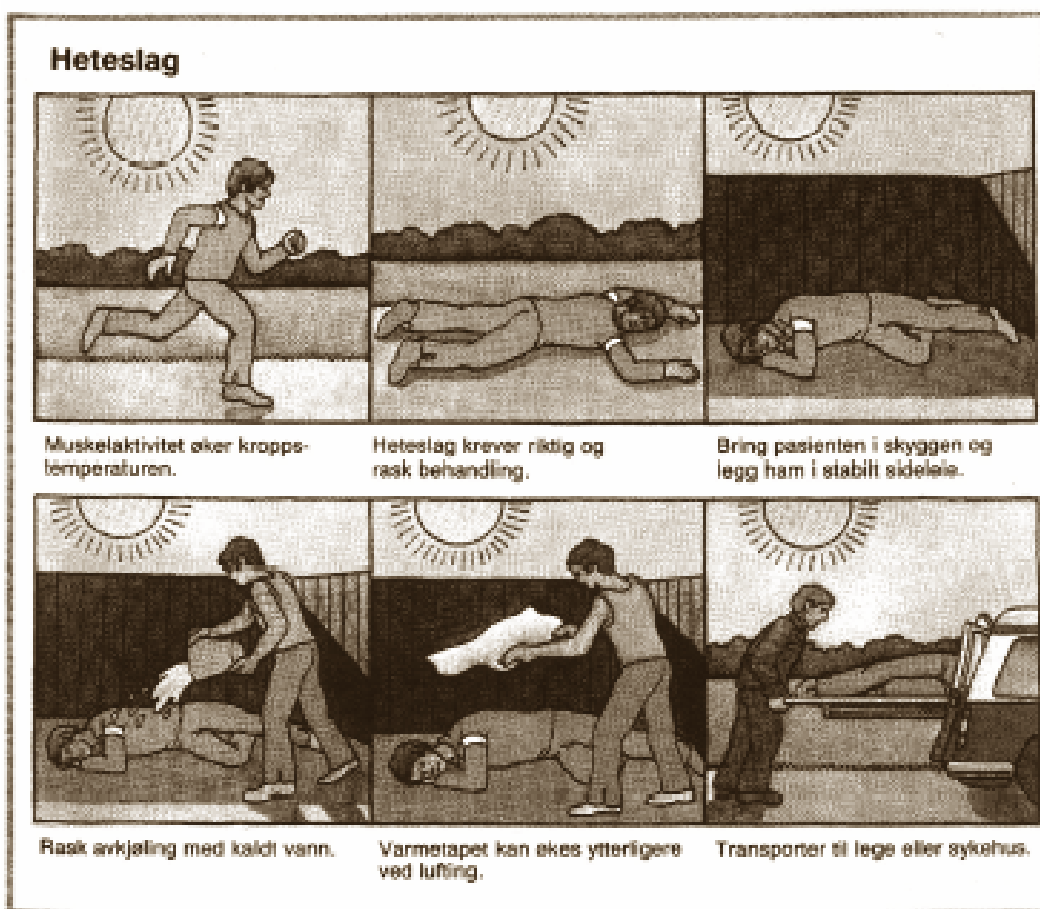 Heteslag
Muskelaktivitet øker kropps-
temperaturen.
Heteslag krever riktig og
rask behandling.
Bring pasienten i skyggen og
legg ham i stabilt sideleie.
Rask avkjøling med kaldt vann.
Varmetapet kan økes ytterligere
ved lufting.
Transporter til lege eller sykehus.